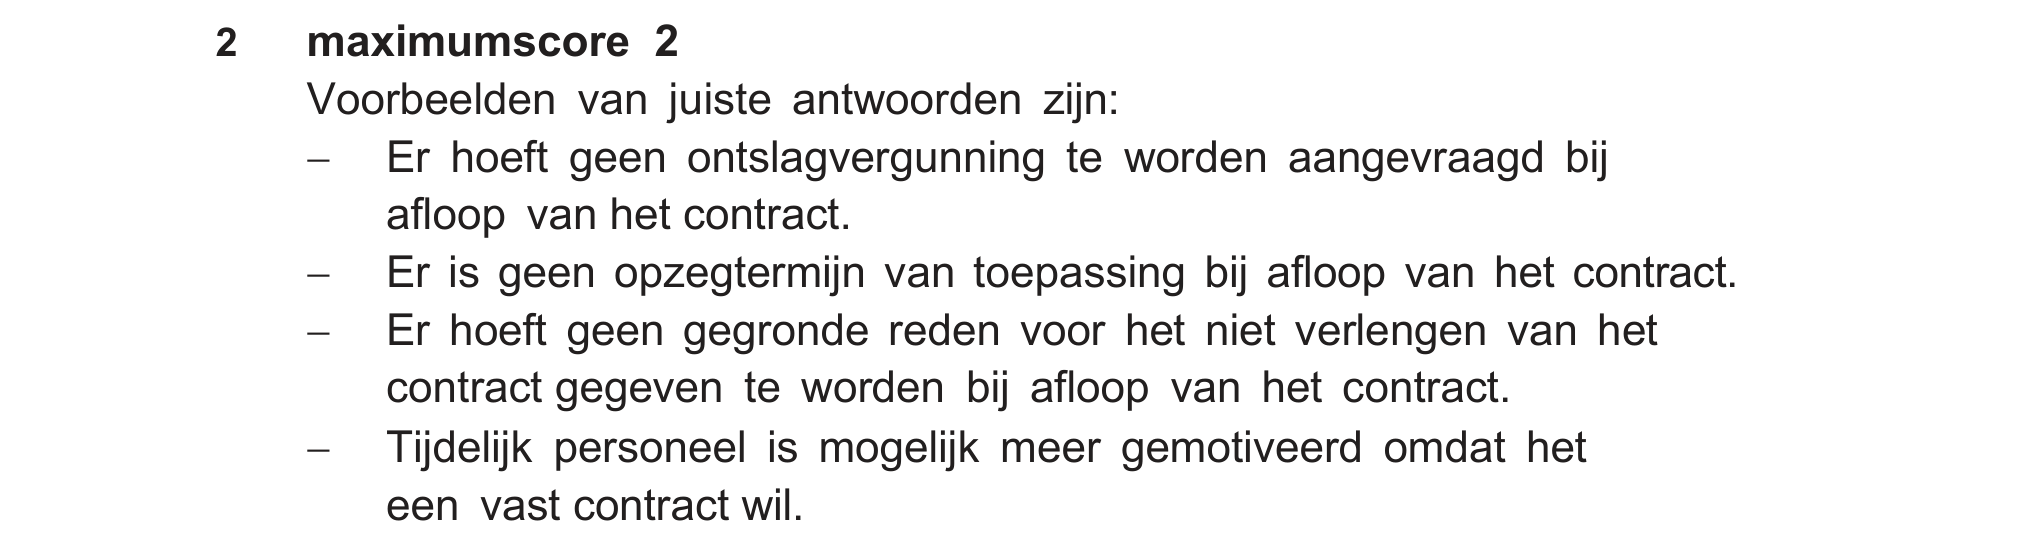 2 maximumscore 2
Voorbeelden van juiste antwoorden zijn:
– Er hoeft geen ontslagvergunning te worden aangevraagd bij
afloop van het contract.
– Er is geen opzegtermijn van toepassing bij afloop van het contract.
– Er hoeft geen gegronde reden voor het niet verlengen van het
contract gegeven te worden bij afloop van het contract.
– Tijdelijk personeel is mogelijk meer gemotiveerd omdat het
een vast contract wil.